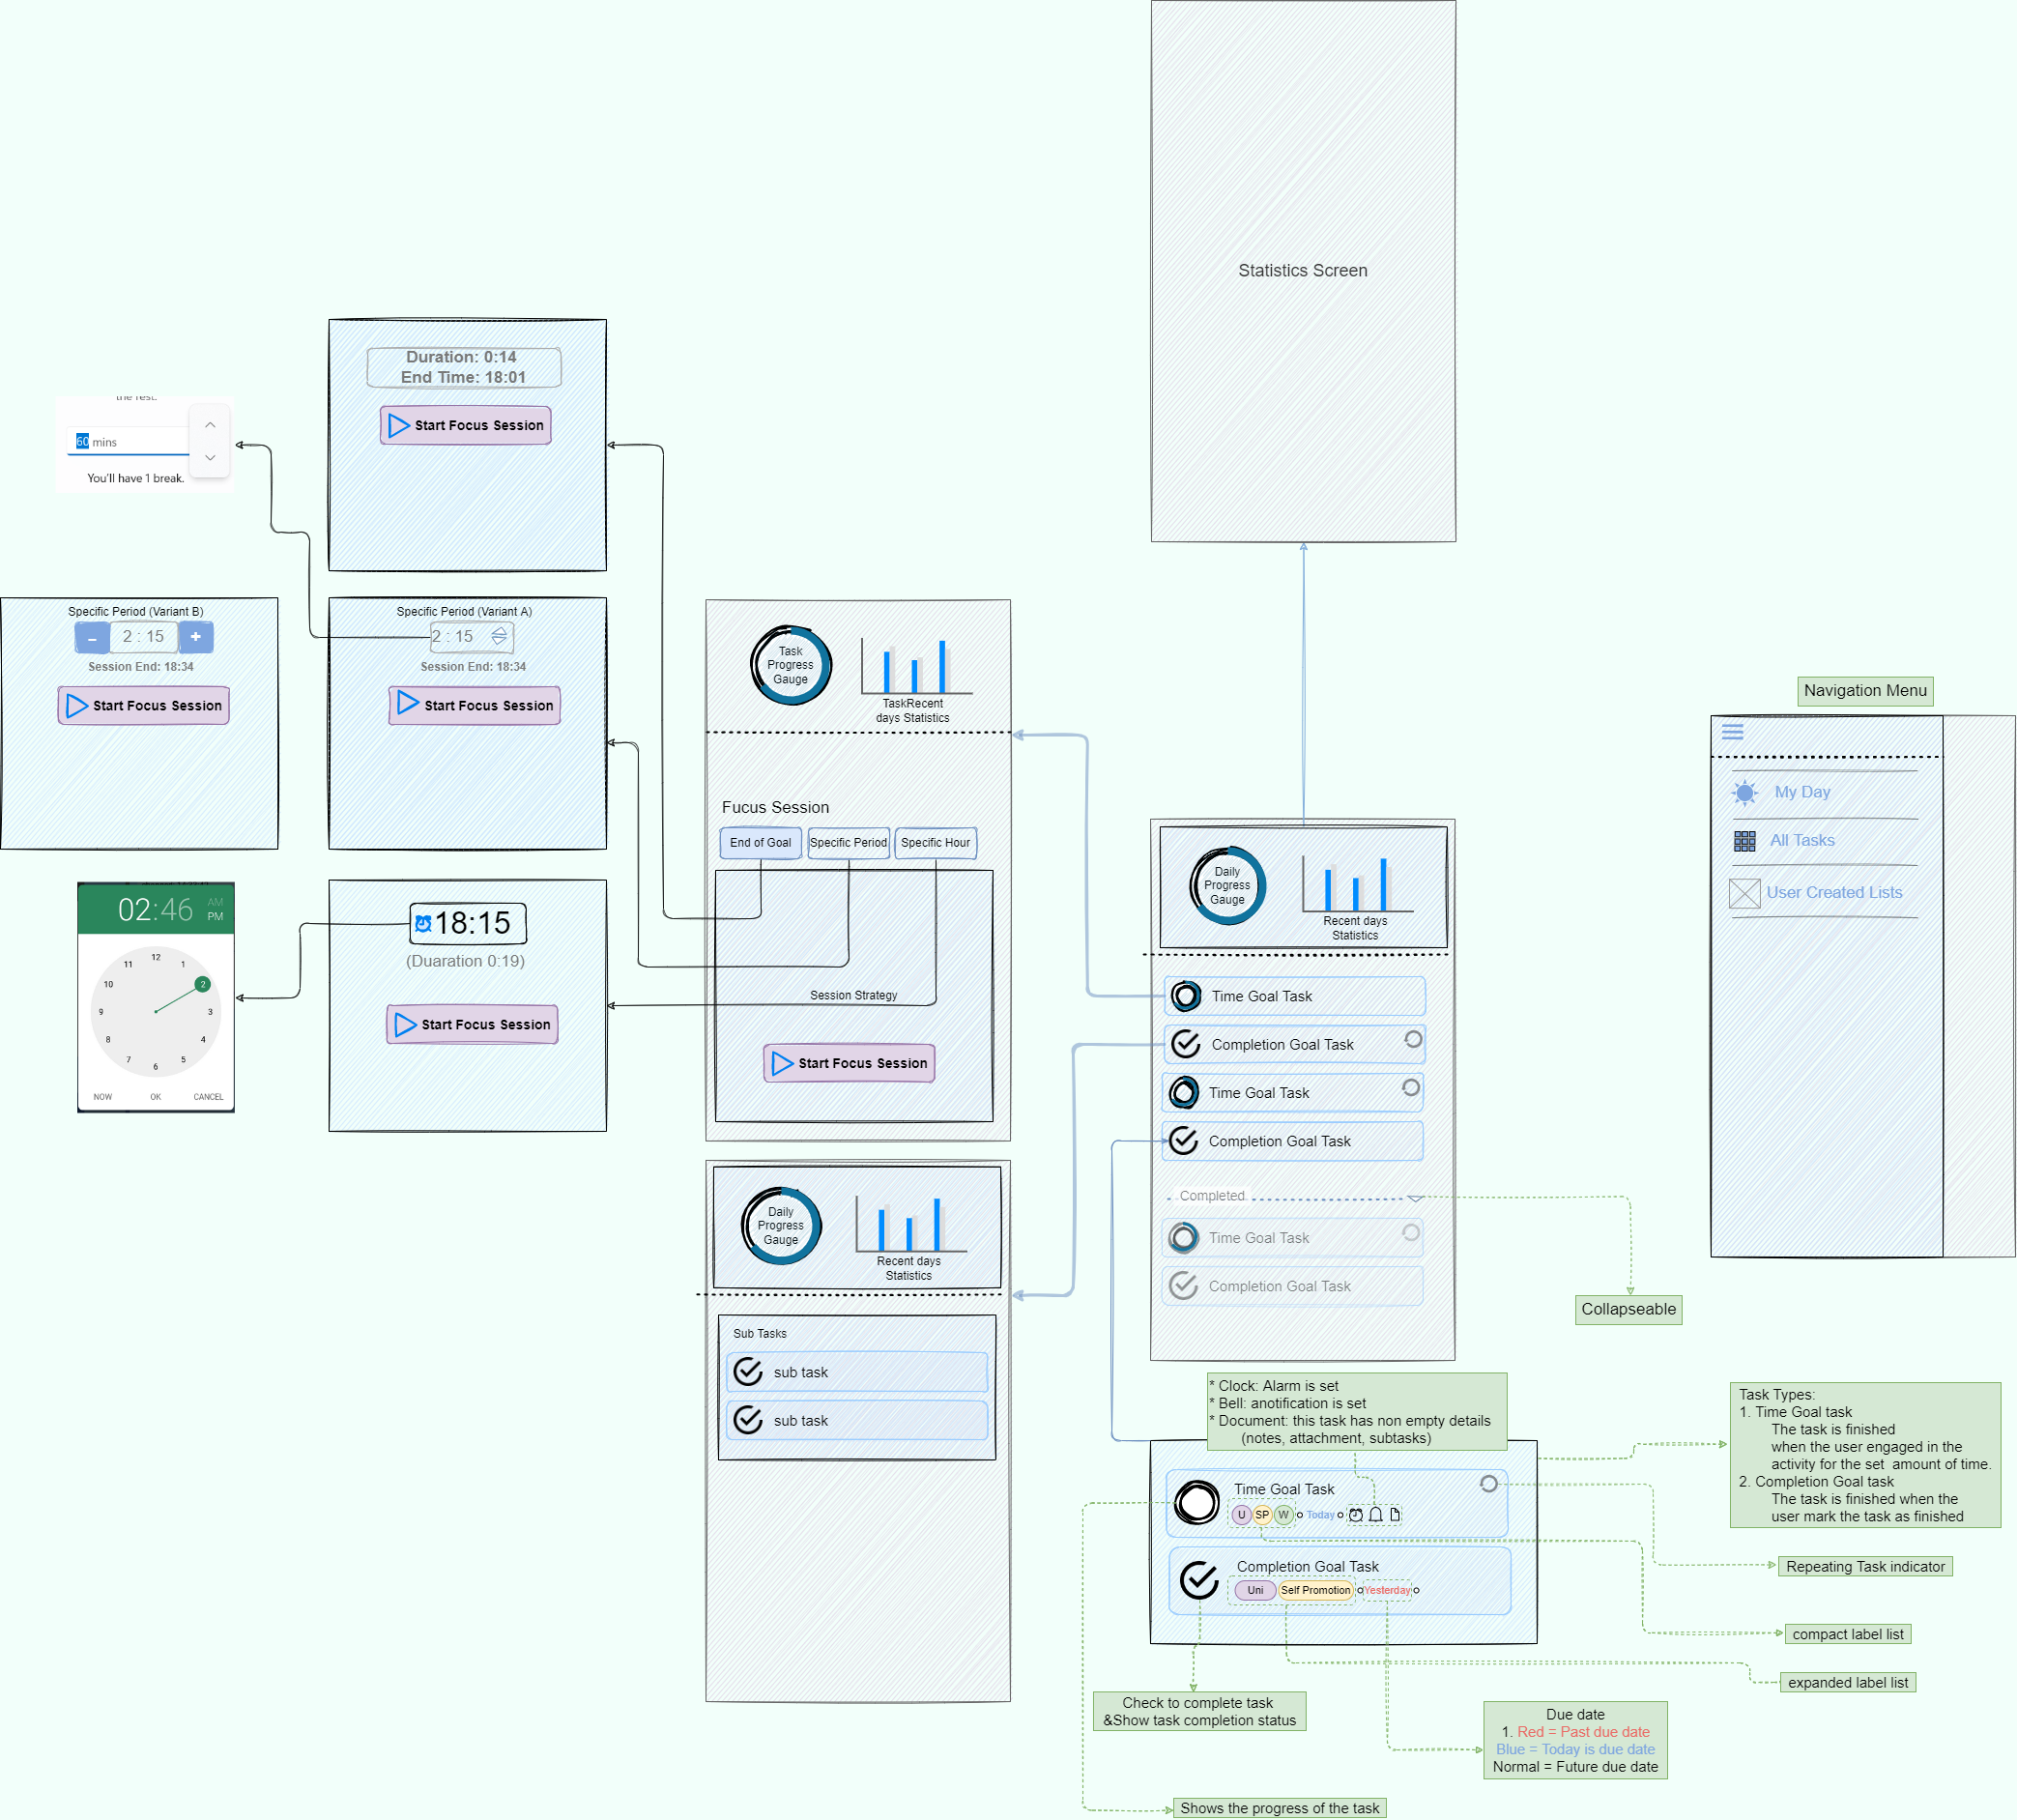 Statistics Screen
Duration: 0:14
End Time: 18:01
Start Focus Session
the rest.
60 mins
You'll have 1 break.
Specific Period (Variant B)
- 2 : 15 +
Session End: 18:34
Start Focus Session
Specific Period (Variant A)
2 : 15
Session End: 18:34
Start Focus Session
02:46
AM
PM
12
1
2
3
4
5
6
7
8
9
10
11
NOW OK CANCEL
18:15
(Duaration 0:19)
Start Focus Session
Task
Progress
Gauge
TaskRecent
days Statistics
Fucus Session
End of Goal Specific Period Specific Hour
Session Strategy
Start Focus Session
Daily
Progress
Gauge
Recent days
Statistics
Sub Tasks
sub task
sub task
Daily
Progress
Gauge
Recent days
Statistics
Time Goal Task
Completion Goal Task
Time Goal Task
Completion Goal Task
Completed
Time Goal Task
Completion Goal Task
Collapseable
Navigation Menu
My Day
All Tasks
User Created Lists
* Clock: Alarm is set
* Bell: anotification is set
* Document: this task has non empty details
(notes, attachment, subtasks)
Time Goal Task
U SP W Today
Completion Goal Task
Uni Self Promotion Yesterday
Task Types:
1. Time Goal task
The task is finished
when the user engaged in the
activity for the set amount of time.
2. Completion Goal task
The task is finished when the
user mark the task as finished
Repeating Task indicator
compact label list
expanded label list
Check to complete task
&Show task completion status
Due date
1. Red = Past due date
Blue = Today is due date
Normal = Future due date
Shows the progress of the task